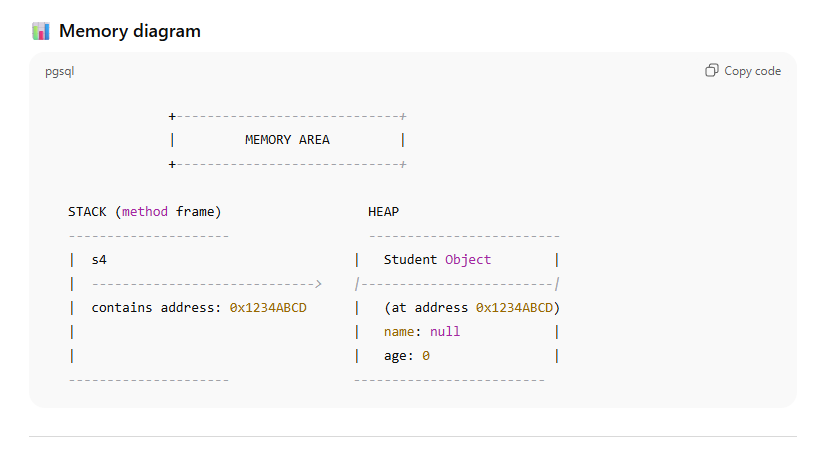 📊 Memory diagram
pgsql
Copy code
+-----------------------------+
|         MEMORY AREA         |
+-----------------------------+
STACK (method frame)                   HEAP
---------------------                  -------------------------
|  s4                                |   Student Object        |
|  ----------------------------->    |-------------------------|
|  contains address: 0x1234ABCD      |   (at address 0x1234ABCD)
|                                    |   name: null            |
|                                    |   age: 0                |
---------------------                -------------------------